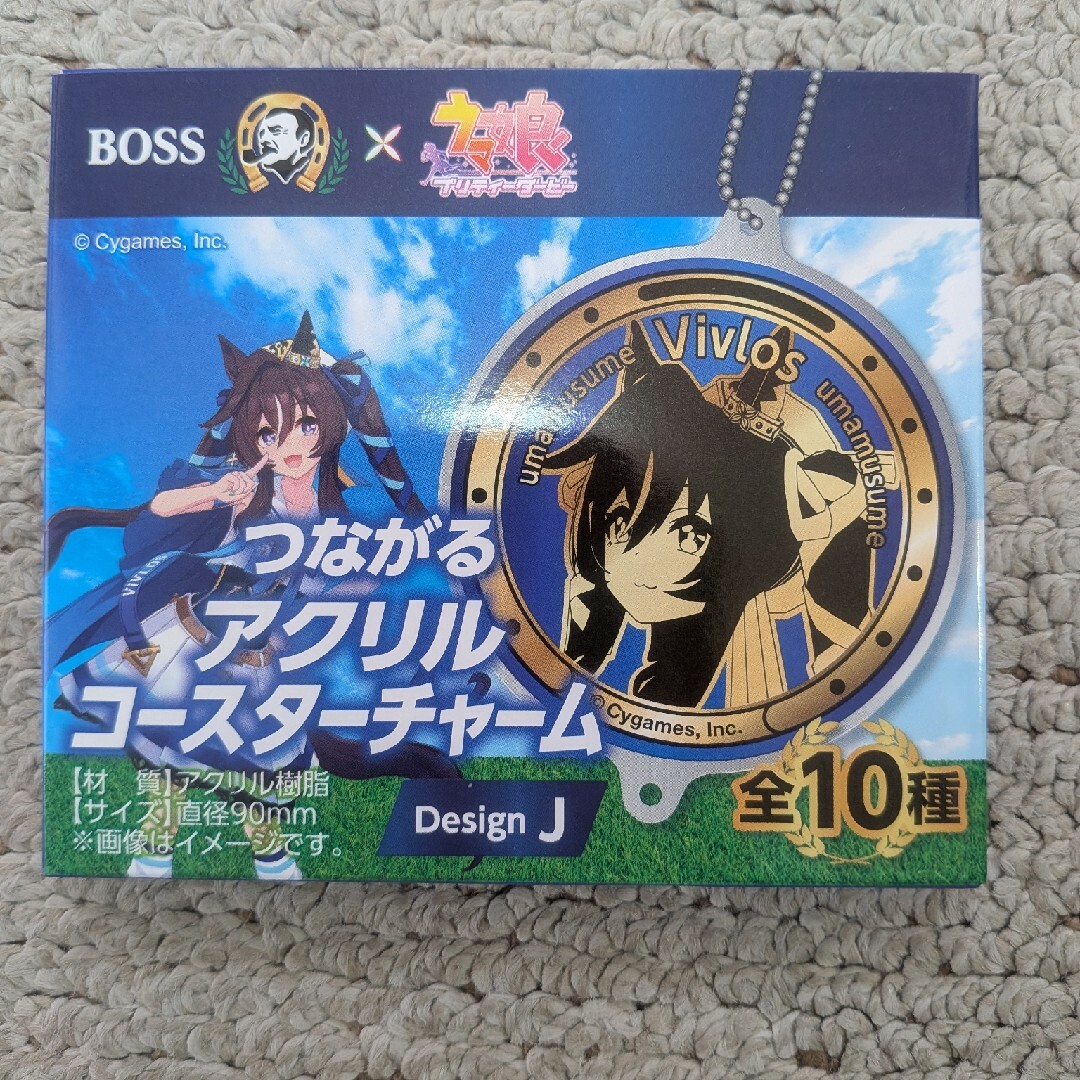 BOSS × ウマ娘
プリティーダービー
© Cygames, Inc.
Vivlos
umamusume
umamusume
VIVLOS
つながる
アクリル
コースターチャーム
© Cygames, Inc.
【材　質】アクリル樹脂
【サイズ】直径90mm
※画像はイメージです。
Design J
全10種